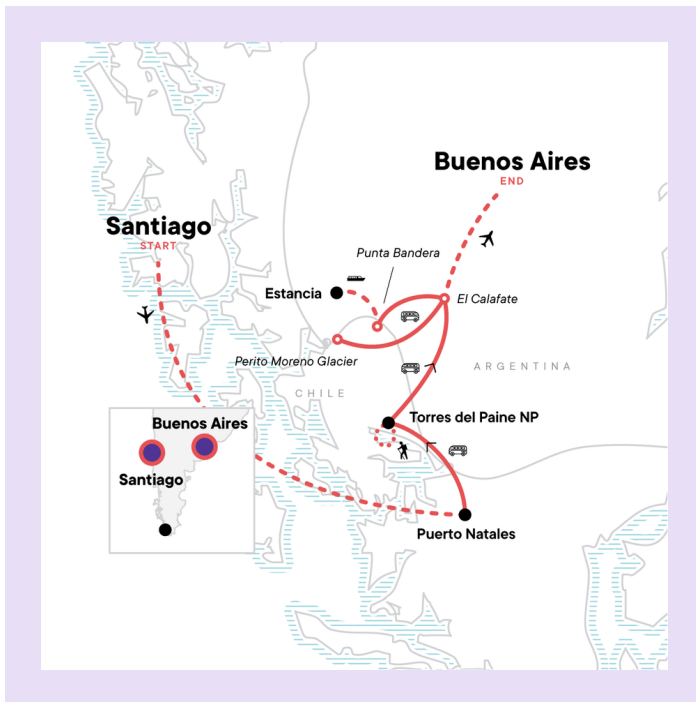 Buenos Aires
END
Santiago
START
Punta Bandera
Estancia
El Calafate
Perito Moreno Glacier
ARGENTINA
CHILE
Torres del Paine NP
Buenos Aires
Santiago
Puerto Natales